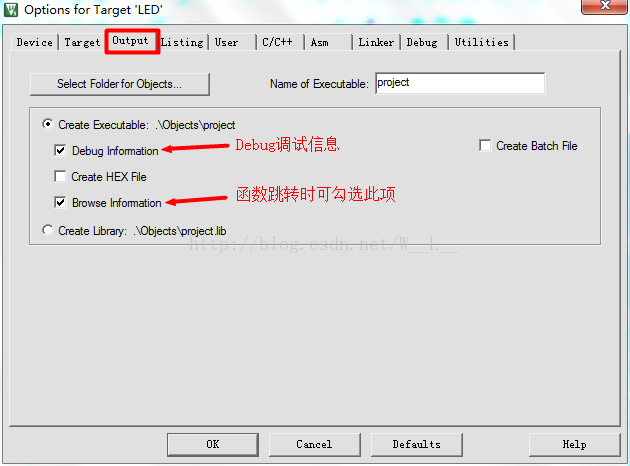 Options for Target 'LED'
Device Target Output Listing User C/C++ Asm Linker Debug Utilities
Select Folder for Objects... Name of Executable: project
Create Executable: .\Objects\project
Debug Information Debug调试信息 Create Batch File
Create HEX File
Browse Information 函数跳转时可勾选此项
Create Library: .\Objects\project.lib
http://blog.csdn.net/W__L__
OK Cancel Defaults Help